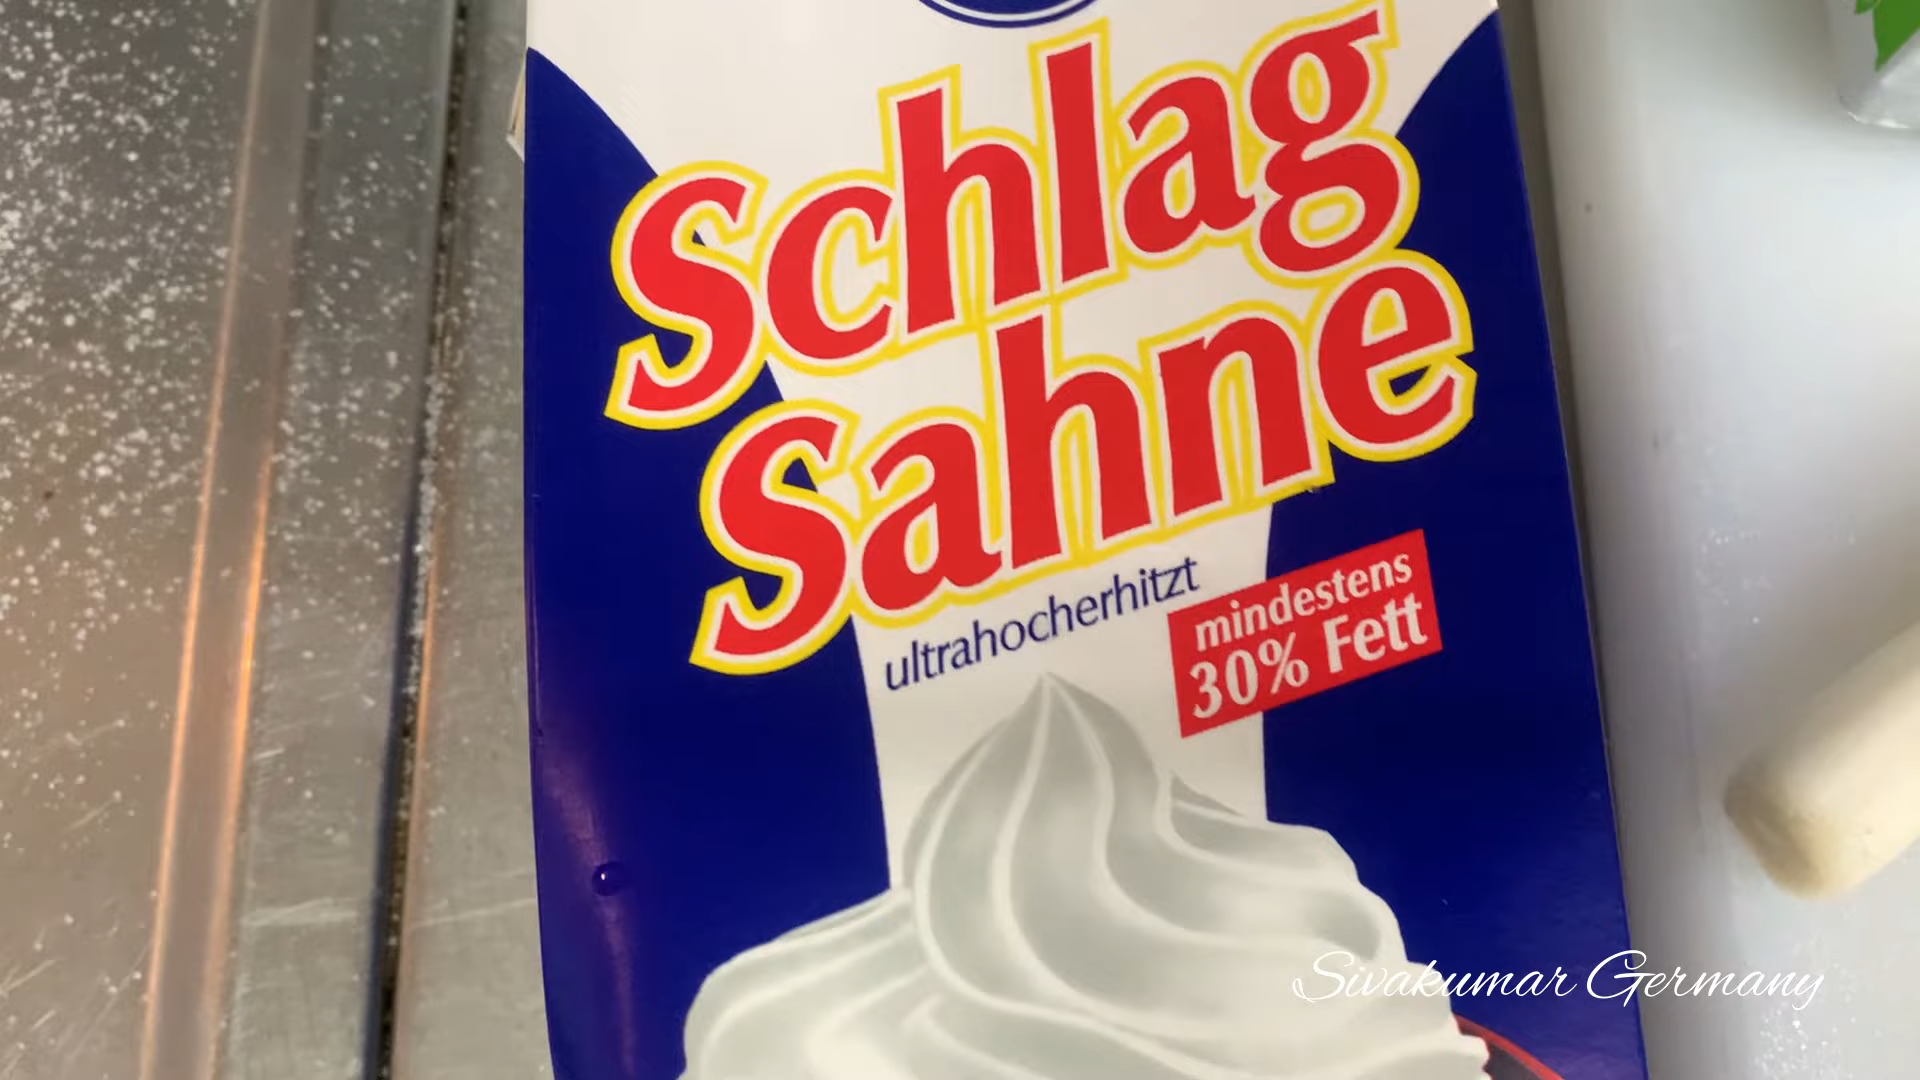 Schlag
Sahne
ultrahocherhitzt
mindestens
30% Fett
Sivakumar Germany